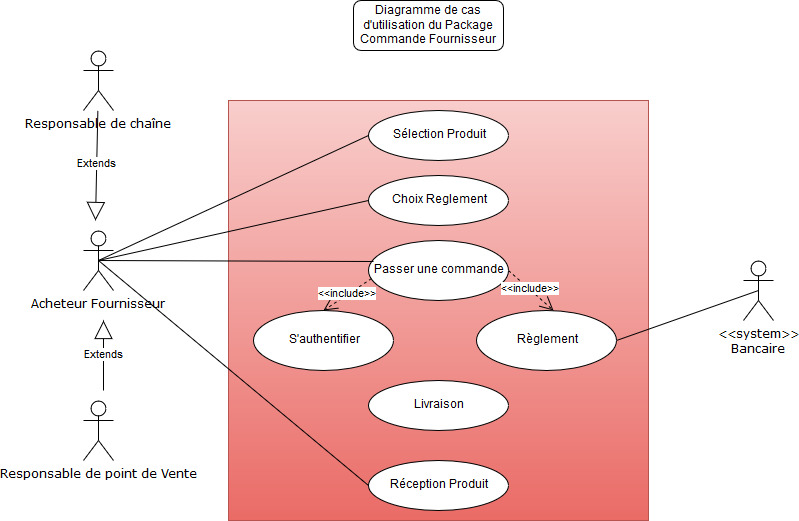 Diagramme de cas
d'utilisation du Package
Commande Fournisseur
Responsable de chaîne
Extends
Sélection Produit
Choix Reglement
Acheteur Fournisseur
Passer une commande
<<include>>
<<include>>
S'authentifier
Règlement
<<system>>
Bancaire
Extends
Livraison
Responsable de point de Vente
Réception Produit